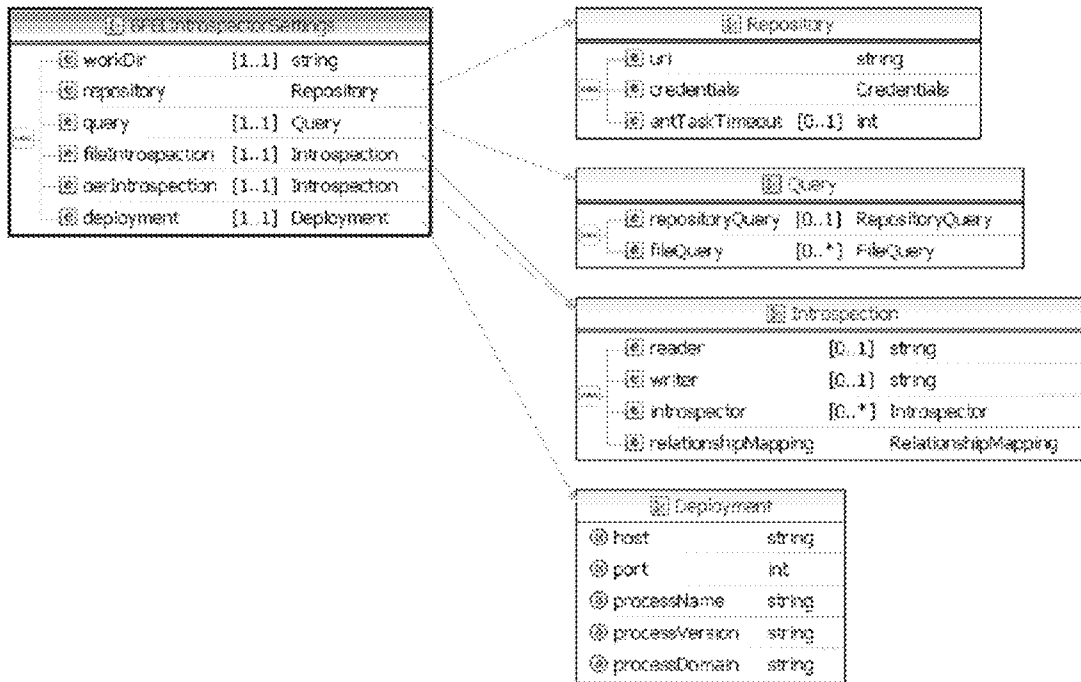 BPELIntrospectorSettings
workDir [1..1] string
repository Repository
query [1..1] Query
fileIntrospection [1..1] Introspection
aerIntrospection [1..1] Introspection
deployment [1..1] Deployment
Repository
uri string
credentials Credentials
antTaskTimeout [0..1] int
Query
repositoryQuery [0..1] RepositoryQuery
fileQuery [0..*] FileQuery
Introspection
reader [0..1] string
writer [0..1] string
introspector [0..*] Introspector
relationshipMapping RelationshipMapping
Deployment
host string
port int
processName string
processVersion string
processDomain string